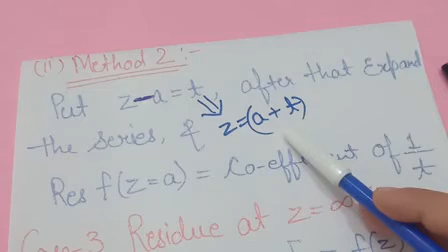 (ii) Method 2:-
Put z-a=t, after that expand
the series, & z=(a+t)
Res f(z=a) = Co-efficient of 1/t
Residue at z=∞
f(z)